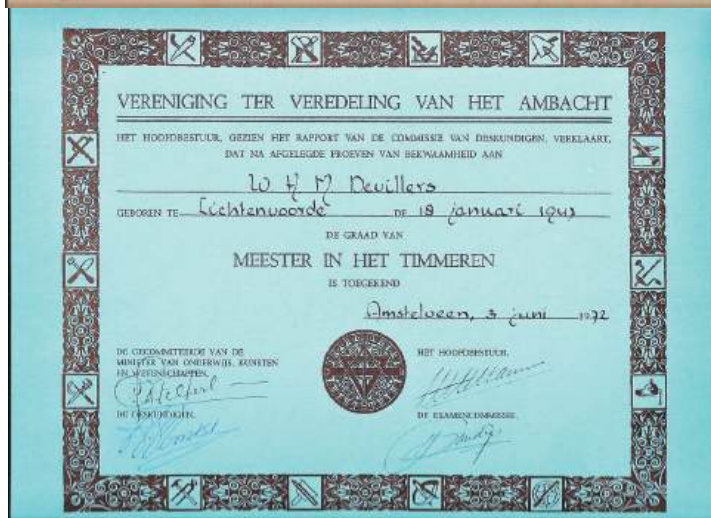 VERENIGING TER VEREDELING VAN HET AMBACHT
HET HOOFDBESTUUR, GEZIEN HET RAPPORT VAN DE COMMISSIE VAN DESKUNDIGEN, VERKLAART,
DAT NA AFGELEGDE PROEVEN VAN BEKWAAMHEID AAN
W H M Devillers
GEBOREN TE Lichtenvoorde DE 18 januari 1943
DE GRAAD VAN
MEESTER IN HET TIMMEREN
IS TOEGEKEND
Amstelveen, 3 juni 1972
DE GECOMMITTEERDE VAN DE
MINISTER VAN ONDERWIJS, KUNSTEN
EN WETENSCHAPPEN,
HET HOOFDBESTUUR,
DE DESKUNDIGEN,
DE EXAMENCOMMISSIE